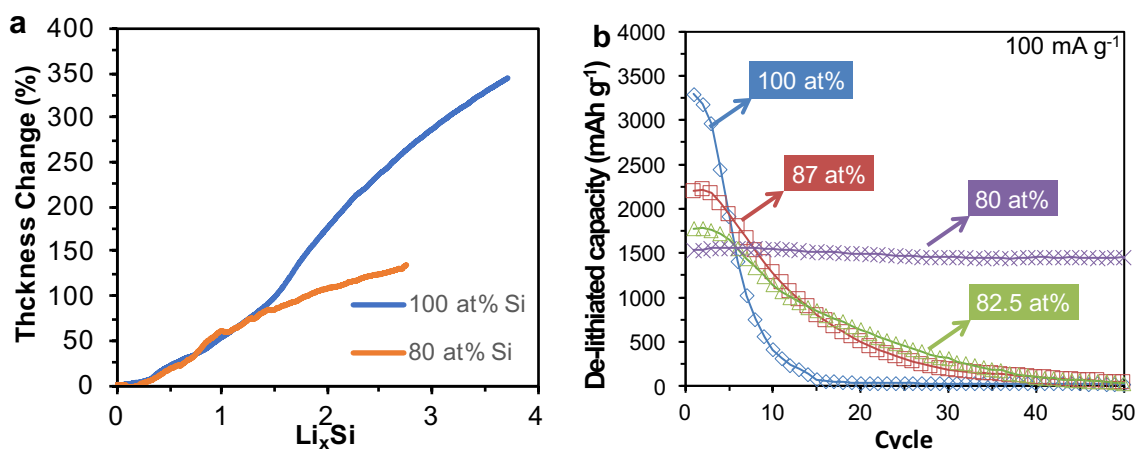 a
Thckness Change (%)
400
350
300
250
200
150
100
50
0
0
1
2
3
4
LiₓSi
100 at% Si
80 at% Si
b
De-lithiated capacity (mAh g⁻¹)
4000
3500
3000
2500
2000
1500
1000
500
0
0
10
20
30
40
50
Cycle
100 mA g⁻¹
100 at%
87 at%
80 at%
82.5 at%